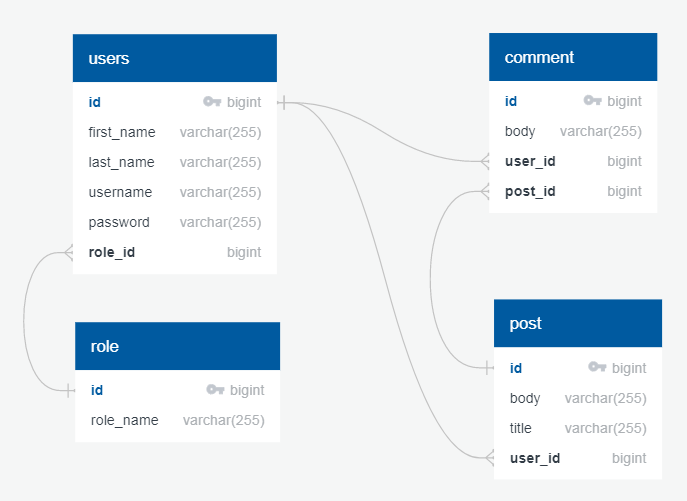 users
id bigint
first_name varchar(255)
last_name varchar(255)
username varchar(255)
password varchar(255)
role_id bigint
role
id bigint
role_name varchar(255)
comment
id bigint
body varchar(255)
user_id bigint
post_id bigint
post
id bigint
body varchar(255)
title varchar(255)
user_id bigint